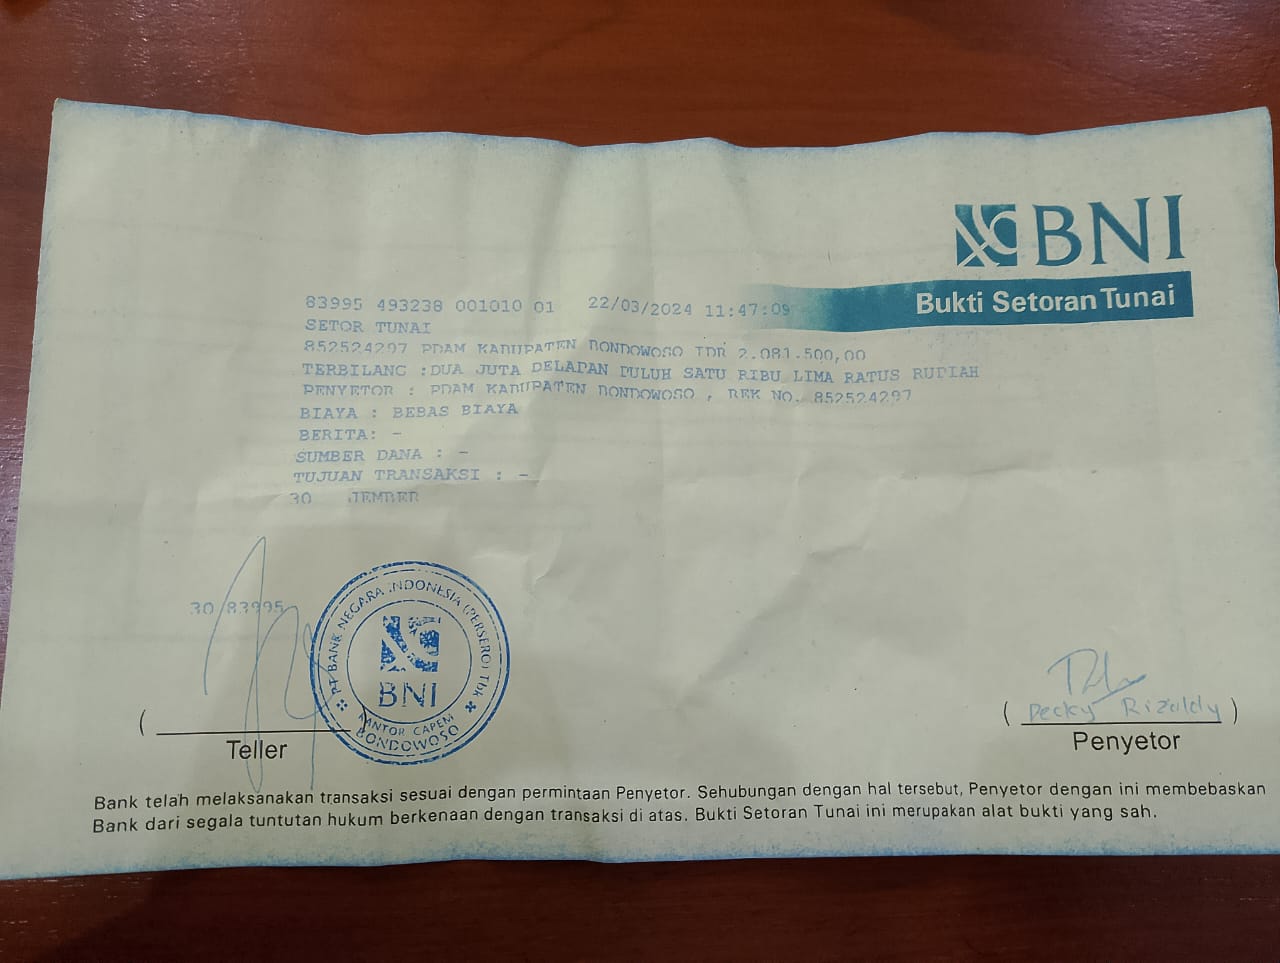 BNI
Bukti Setoran Tunai
83995 493238 001010 01 22/03/2024 11:47:09
SETOR TUNAI
852524297 PDAM KABUPATEN BONDOWOSO TDR 2.081.500,00
TERBILANG :DUA JUTA DELAPAN PULUH SATU RIBU LIMA RATUS RUPIAH
PENYETOR : PDAM KABUPATEN BONDOWOSO , REK NO. 852524297
BIAYA : BEBAS BIAYA
BERITA: -
SUMBER DANA : -
TUJUAN TRANSAKSI : -
30 JEMBER
30 83995
PT BANK NEGARA INDONESIA (PERSERO) Tbk
BNI
KANTOR CAPEM
BONDOWOSO
( ) Teller
( Decky Rizaldy )
Penyetor
Bank telah melaksanakan transaksi sesuai dengan permintaan Penyetor. Sehubungan dengan hal tersebut, Penyetor dengan ini membebaskan
Bank dari segala tuntutan hukum berkenaan dengan transaksi di atas. Bukti Setoran Tunai ini merupakan alat bukti yang sah.